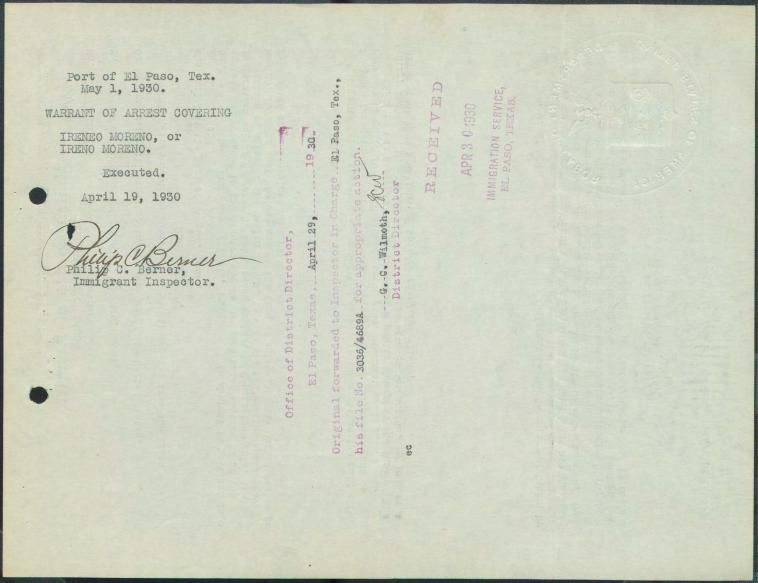 Port of El Paso, Tex.
May 1, 1930.
WARRANT OF ARREST COVERING
IRENEO MORENO, or
IRENO MORENO.
Executed.
April 19, 1930
Philip C. Berner
Philip C. Berner,
Immigrant Inspector.
Office of District Director,
El Paso, Texas, April 29, 1930
Original forwarded to Inspector in Charge El Paso, Tex.,
his file No. 3036/4689A for appropriate action.
G. C. Wilmoth,
District Director
ec
RECEIVED
APR 30 1930
IMMIGRATION SERVICE,
EL PASO, TEXAS.